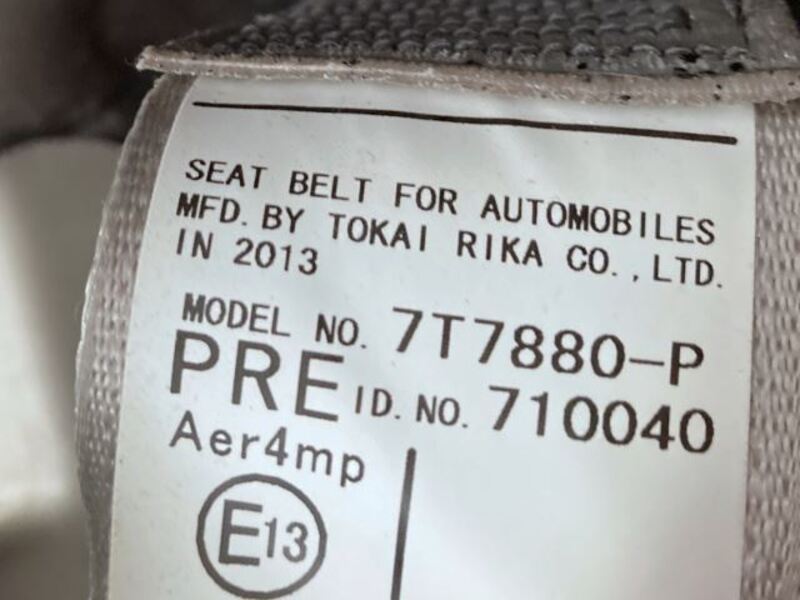 SEAT BELT FOR AUTOMOBILES
MFD. BY TOKAI RIKA CO., LTD.
IN 2013
MODEL NO. 7T7880-P
PRE ID. NO. 710040
Aer4mp
E13